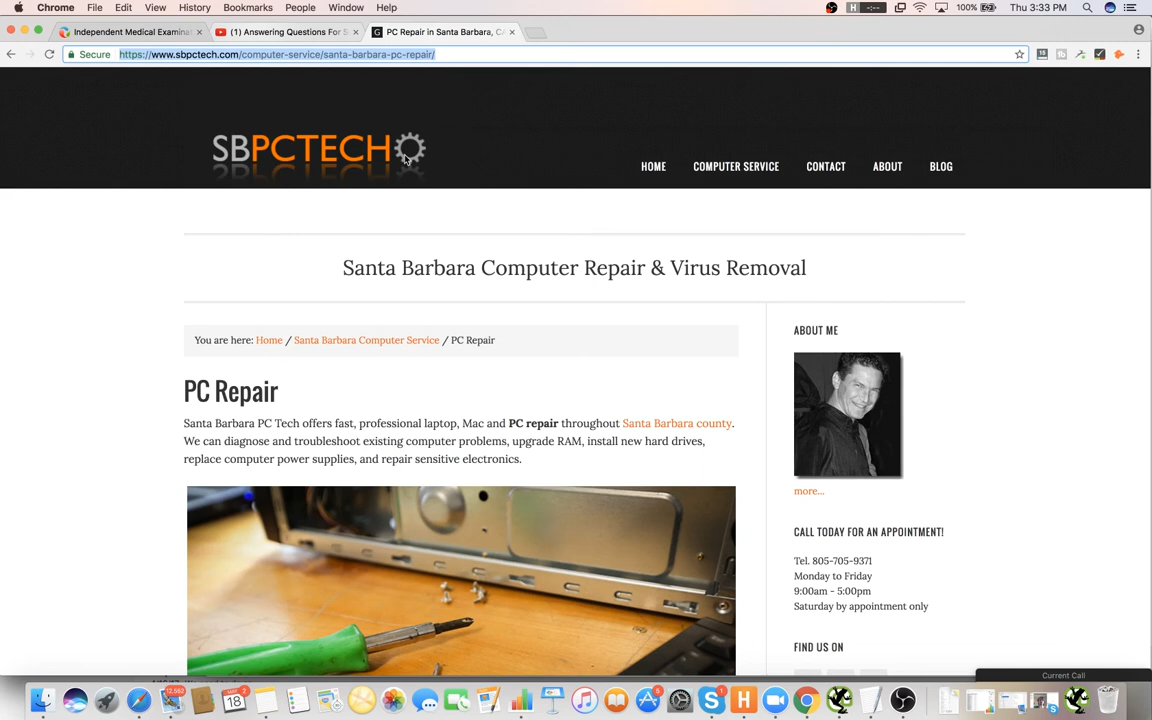 Chrome File Edit View History Bookmarks People Window Help
H --:-- 100% Thu 3:33 PM
Independent Medical Examinat × (1) Answering Questions For S × PC Repair in Santa Barbara, CA ×
Secure https://www.sbpctech.com/computer-service/santa-barbara-pc-repair/
SBPCTECH
HOME COMPUTER SERVICE CONTACT ABOUT BLOG
Santa Barbara Computer Repair & Virus Removal
You are here: Home / Santa Barbara Computer Service / PC Repair
PC Repair
Santa Barbara PC Tech offers fast, professional laptop, Mac and PC repair throughout Santa Barbara county.
We can diagnose and troubleshoot existing computer problems, upgrade RAM, install new hard drives,
replace computer power supplies, and repair sensitive electronics.
ABOUT ME
more...
CALL TODAY FOR AN APPOINTMENT!
Tel. 805-705-9371
Monday to Friday
9:00am - 5:00pm
Saturday by appointment only
FIND US ON
Current Call